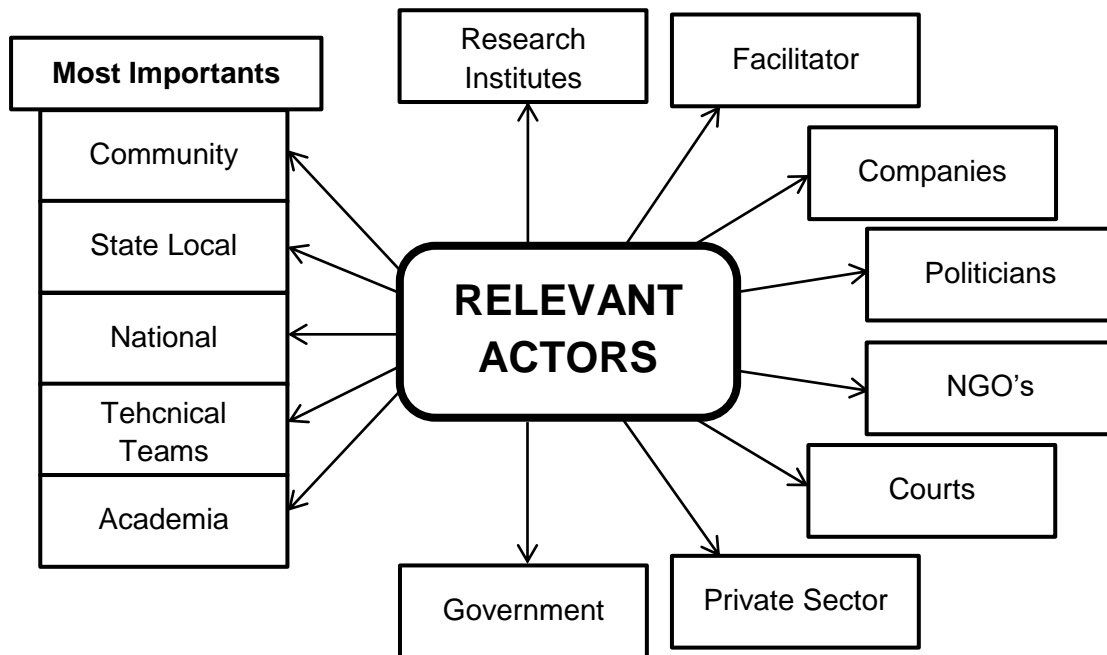 Most Importants
Community
State Local
National
Tehcnical
Teams
Academia
Research
Institutes
Facilitator
Companies
Politicians
NGO’s
Courts
Private Sector
Government
RELEVANT
ACTORS